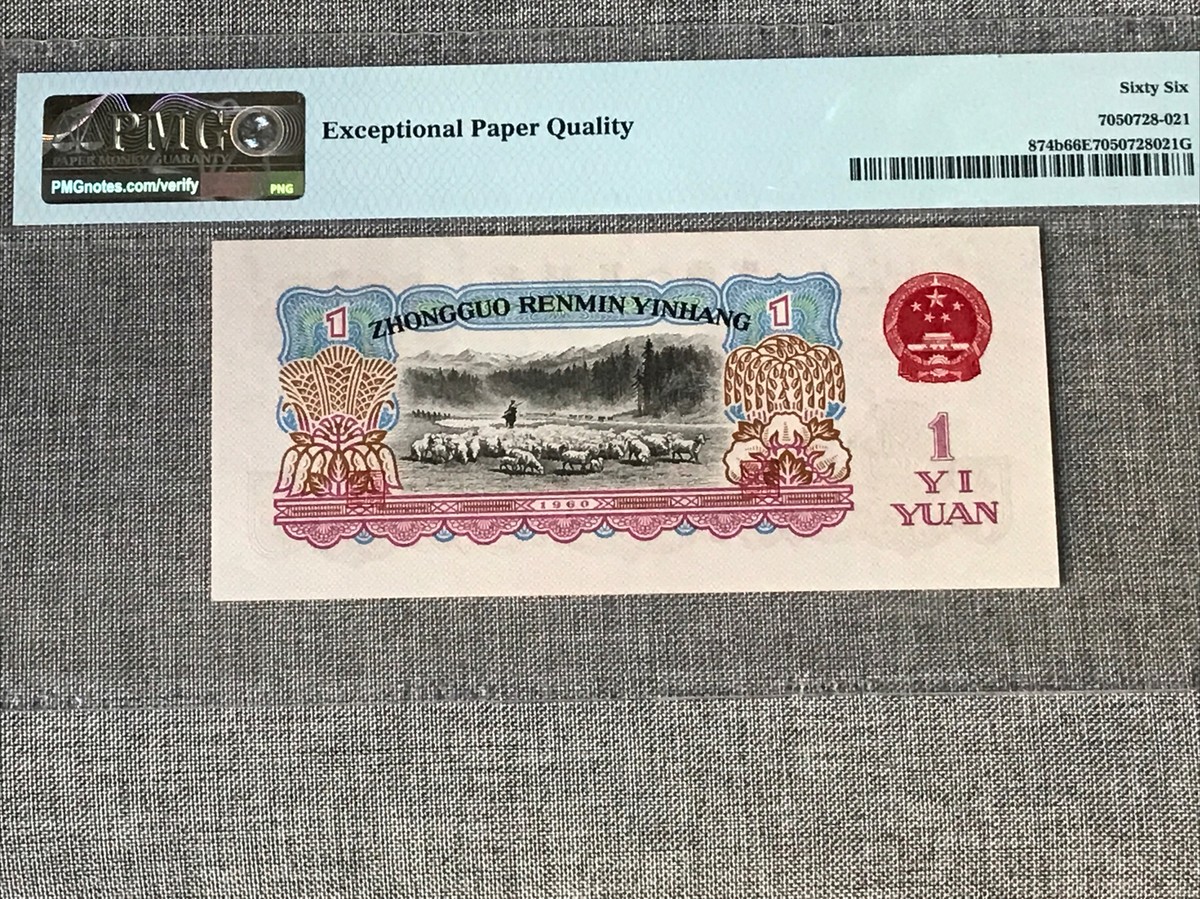 PMG
PAPER MONEY GUARANTY
PMGnotes.com/verify
PNG
Exceptional Paper Quality
Sixty Six
7050728-021
874b66E7050728021G
1 ZHONGGUO RENMIN YINHANG 1
1960
1
YI
YUAN